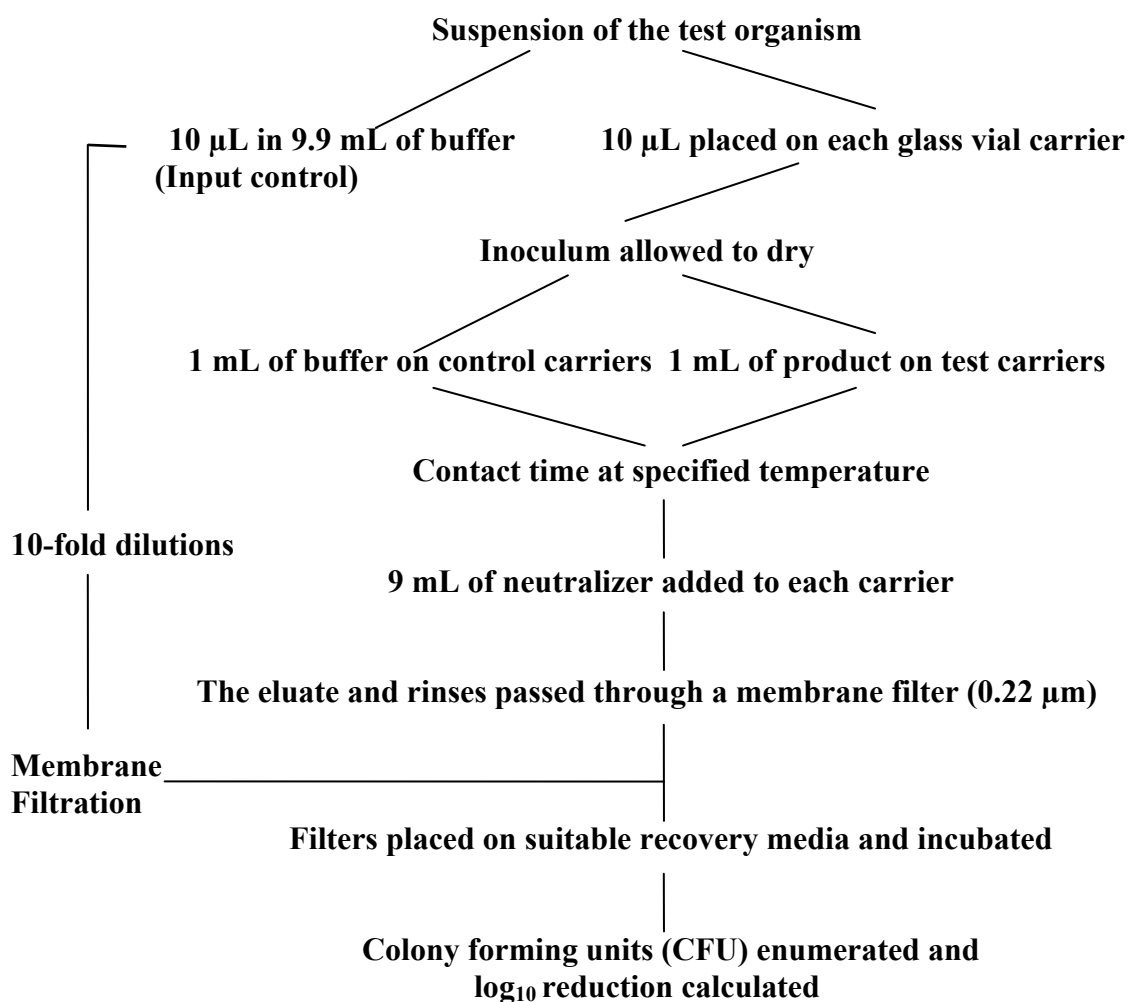 Suspension of the test organism
10 µL in 9.9 mL of buffer
(Input control)
10 µL placed on each glass vial carrier
Inoculum allowed to dry
1 mL of buffer on control carriers
1 mL of product on test carriers
Contact time at specified temperature
10-fold dilutions
9 mL of neutralizer added to each carrier
The eluate and rinses passed through a membrane filter (0.22 µm)
Membrane
Filtration
Filters placed on suitable recovery media and incubated
Colony forming units (CFU) enumerated and
log₁₀ reduction calculated